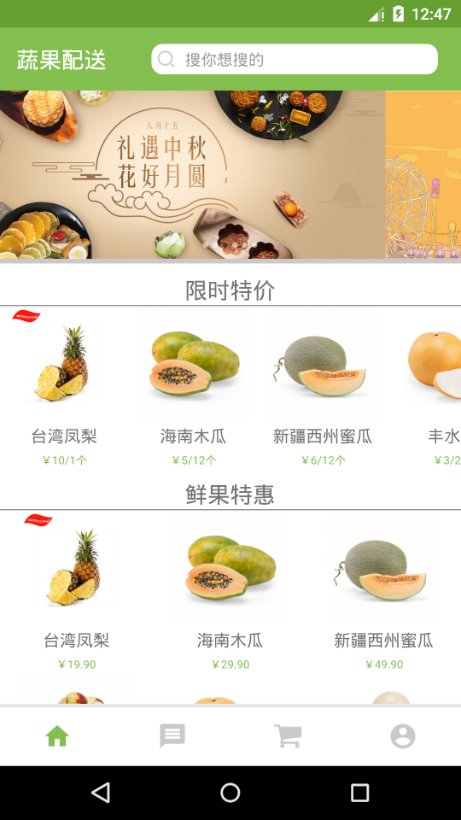 12:47
蔬果配送
搜你想搜的
八月十五
礼遇中秋
花好月圆
限时特价
台湾凤梨 海南木瓜 新疆西州蜜瓜 丰水
￥10/1个 ￥5/12个 ￥6/12个 ￥3/2
鲜果特惠
台湾凤梨 海南木瓜 新疆西州蜜瓜
￥19.90 ￥29.90 ￥49.90